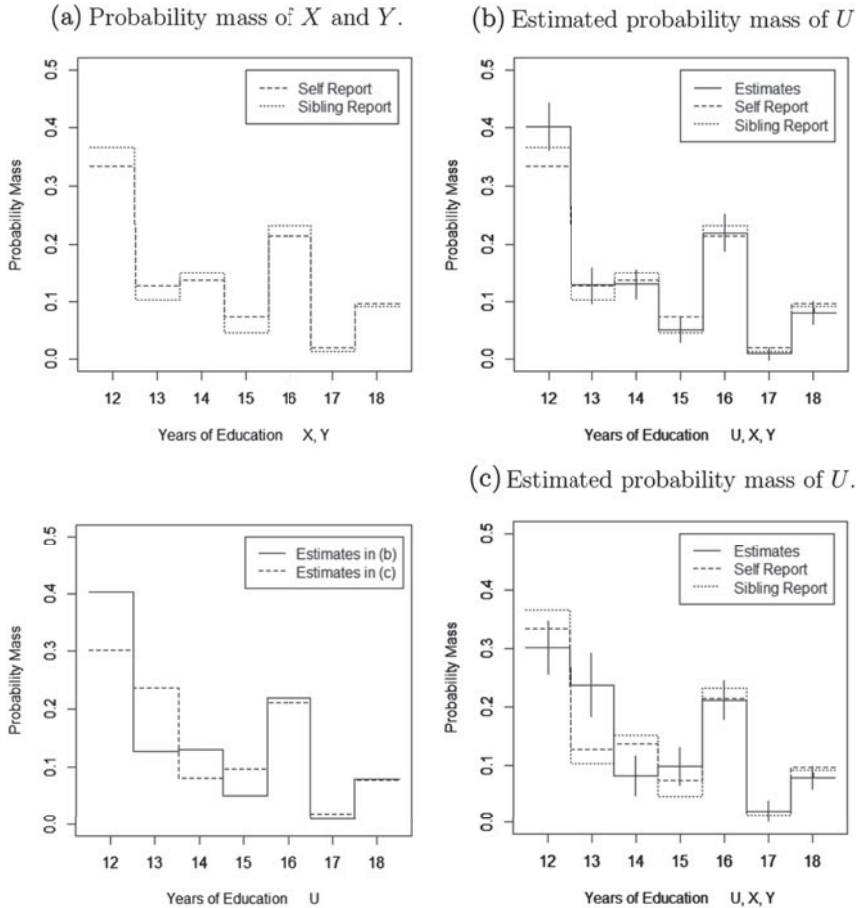 (a) Probability mass of X and Y.
0.5
0.4
0.3
0.2
0.1
0.0
Probability Mass
Self Report
Sibling Report
12 13 14 15 16 17 18
Years of Education X, Y
(b) Estimated probability mass of U
0.5
0.4
0.3
0.2
0.1
0.0
Probability Mass
Estimates
Self Report
Sibling Report
12 13 14 15 16 17 18
Years of Education U, X, Y
0.5
0.4
0.3
0.2
0.1
0.0
Probability Mass
Estimates in (b)
Estimates in (c)
12 13 14 15 16 17 18
Years of Education U
(c) Estimated probability mass of U.
0.5
0.4
0.3
0.2
0.1
0.0
Probability Mass
Estimates
Self Report
Sibling Report
12 13 14 15 16 17 18
Years of Education U, X, Y